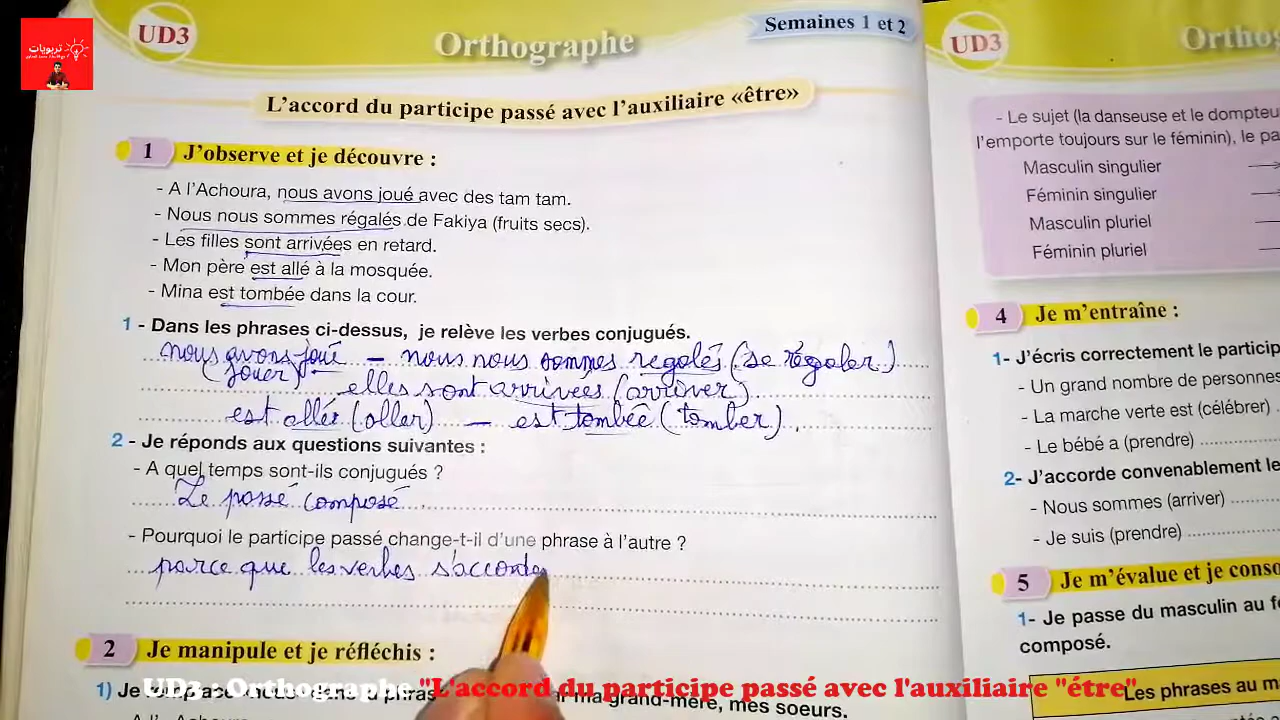 تربويات
UD3
Orthographe
Semaines 1 et 2
L'accord du participe passé avec l'auxiliaire «être»
1 J'observe et je découvre :
- A l'Achoura, nous avons joué avec des tam tam.
- Nous nous sommes régalés de Fakiya (fruits secs).
- Les filles sont arrivées en retard.
- Mon père est allé à la mosquée.
- Mina est tombée dans la cour.
1 - Dans les phrases ci-dessus, je relève les verbes conjugués.
nous avons joué – nous nous sommes regalés (se régaler)
(jouer)
elles sont arrivées (arriver)
est allée (aller) – est tombée (tomber).
2 - Je réponds aux questions suivantes :
- A quel temps sont-ils conjugués ?
Le passé composé.
- Pourquoi le participe passé change-t-il d'une phrase à l'autre ?
parce que les verbes s'accorde
2 Je manipule et je réfléchis :
1) Je
ma grand-mère, mes soeurs.
UD3 : Orthographe "L'accord du participe passé avec l'auxiliaire "étre"
UD3
Orthog
- Le sujet (la danseuse et le dompteu
l'emporte toujours sur le féminin), le pa
Masculin singulier
Féminin singulier
Masculin pluriel
Féminin pluriel
4 Je m'entraîne :
1- J'écris correctement le particip
- Un grand nombre de personnes
- La marche verte est (célébrer)
- Le bébé a (prendre)
2- J'accorde convenablement le
- Nous sommes (arriver)
- Je suis (prendre)
5 Je m'évalue et je conso
1- Je passe du masculin au fé
composé.
Les phrases au ma